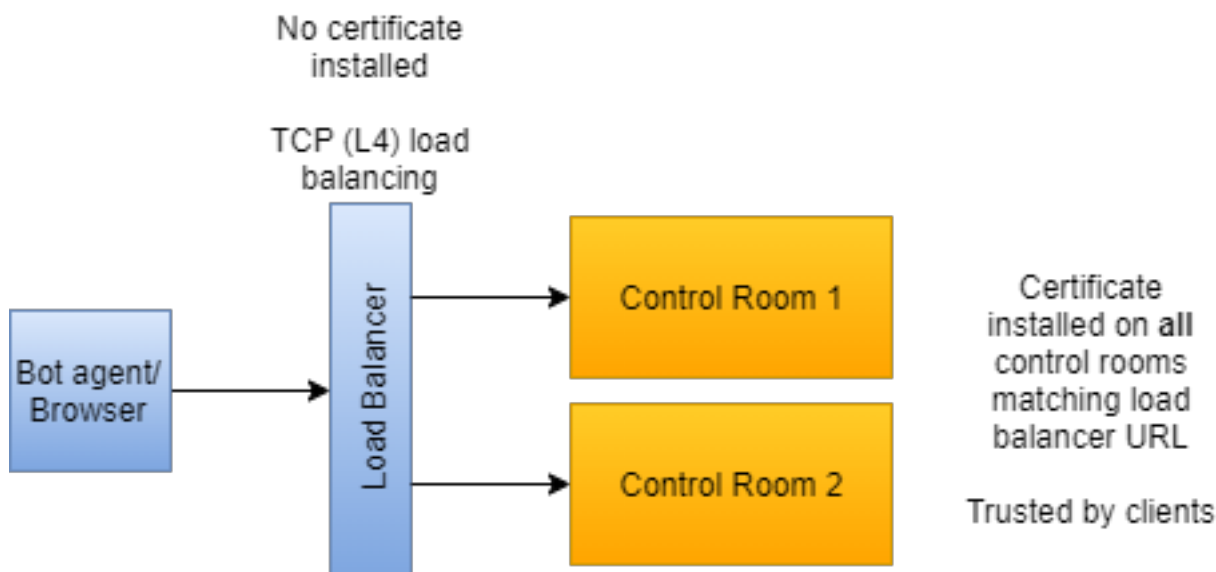 No certificate
installed
TCP (L4) load
balancing
Bot agent/
Browser
Load Balancer
Control Room 1
Control Room 2
Certificate
installed on all
control rooms
matching load
balancer URL
Trusted by clients